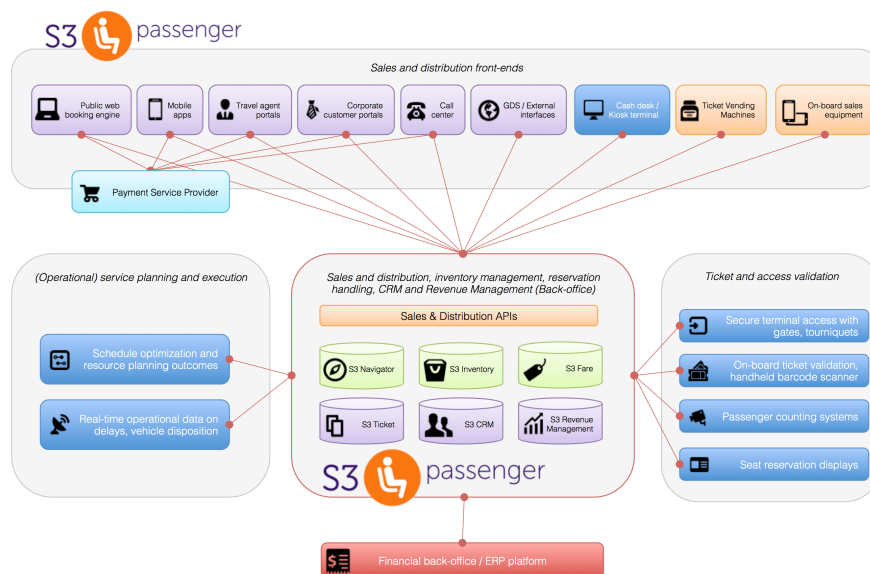 S3 passenger
Sales and distribution front-ends
Public web
booking engine
Mobile
apps
Travel agent
portals
Corporate
customer portals
Call
center
GDS / External
interfaces
Cash desk /
Kiosk terminal
Ticket Vending
Machines
On-board sales
equipment
Payment Service Provider
(Operational) service planning and execution
Schedule optimization and
resource planning outcomes
Real-time operational data on
delays, vehicle disposition
Sales and distribution, inventory management, reservation
handling, CRM and Revenue Management (Back-office)
Sales & Distribution APIs
S3 Navigator
S3 Inventory
S3 Fare
S3 Ticket
S3 CRM
S3 Revenue
Management
S3 passenger
Ticket and access validation
Secure terminal access with
gates, tourniquets
On-board ticket validation,
handheld barcode scanner
Passenger counting systems
Seat reservation displays
Financial back-office / ERP platform